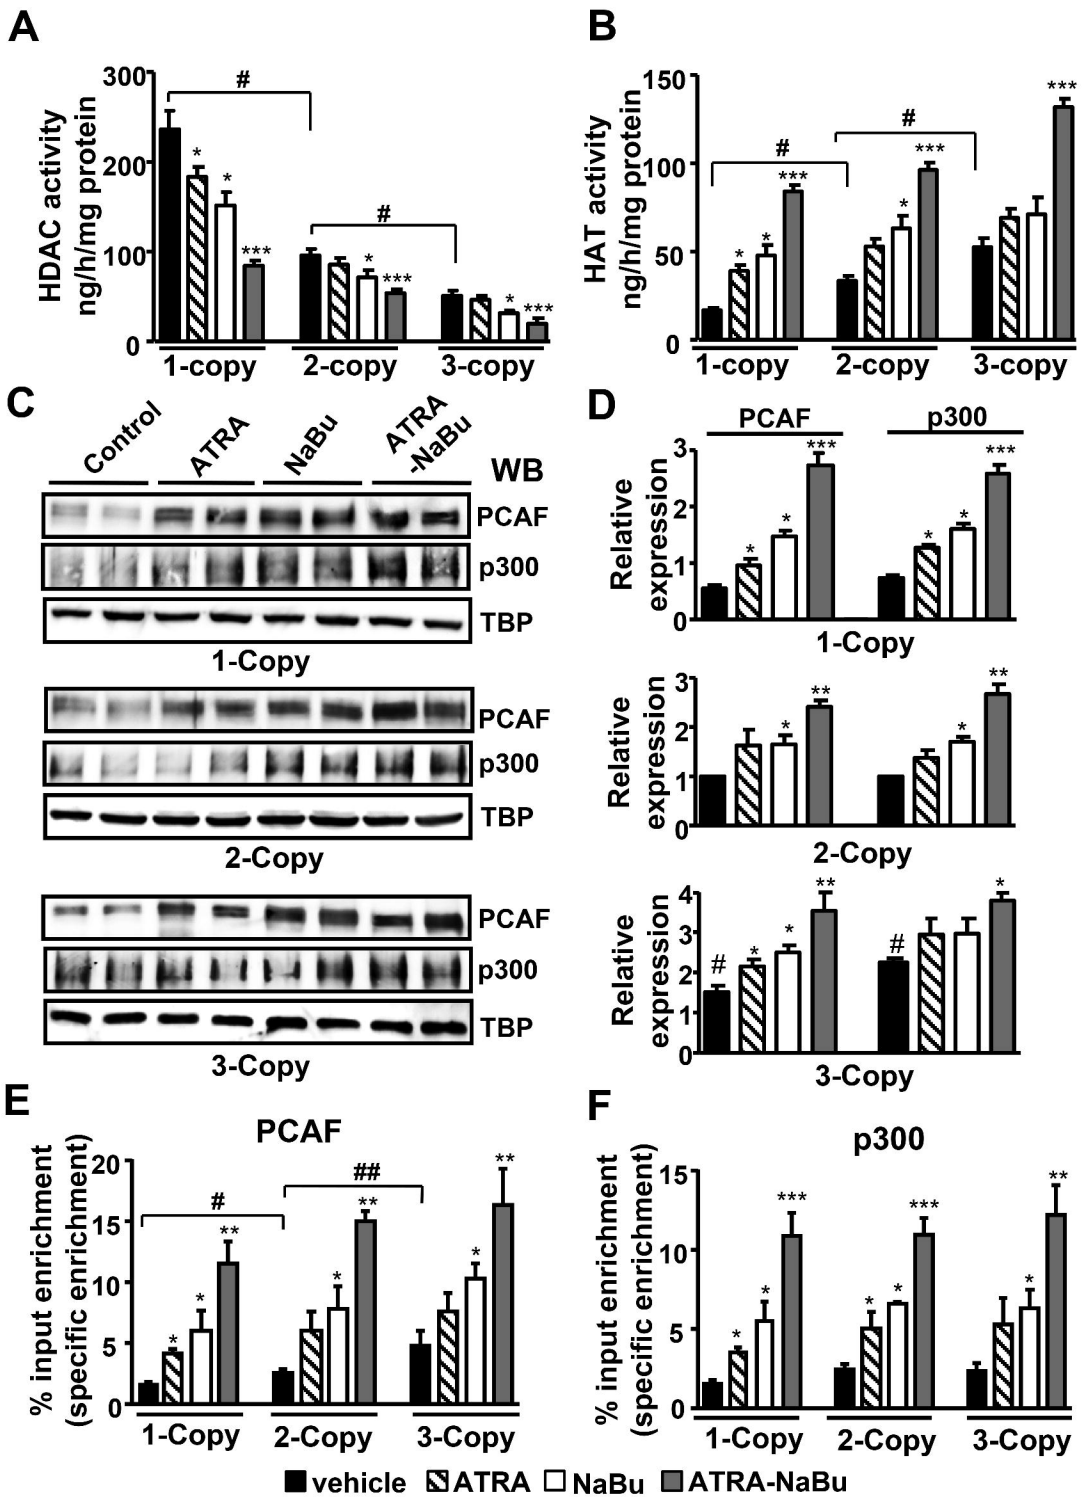 A
HDAC activity
ng/h/mg protein
300
200
100
0
#
#
*
*
***
*
***
*
***
1-copy
2-copy
3-copy
B
HAT activity
ng/h/mg protein
150
100
50
0
#
#
*
*
***
*
***
***
1-copy
2-copy
3-copy
C
Control
ATRA
NaBu
ATRA
-NaBu
WB
PCAF
p300
TBP
1-Copy
PCAF
p300
TBP
2-Copy
PCAF
p300
TBP
3-Copy
D
PCAF
p300
Relative
expression
3
2
1
0
*
*
***
*
*
***
1-Copy
Relative
expression
3
2
1
0
*
**
*
**
2-Copy
Relative
expression
4
3
2
1
0
#
*
*
**
#
*
3-Copy
E
PCAF
% input enrichment
(specific enrichment)
20
15
10
5
0
#
##
*
*
**
*
**
*
**
1-Copy
2-Copy
3-Copy
F
p300
% input enrichment
(specific enrichment)
15
10
5
0
*
*
***
*
*
***
*
**
1-Copy
2-Copy
3-Copy
vehicle
ATRA
NaBu
ATRA-NaBu